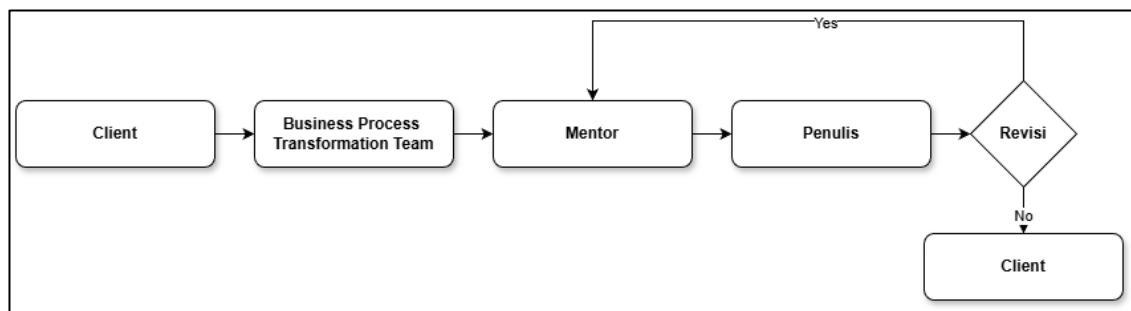 Yes
Client
Business Process
Transformation Team
Mentor
Penulis
Revisi
No
Client